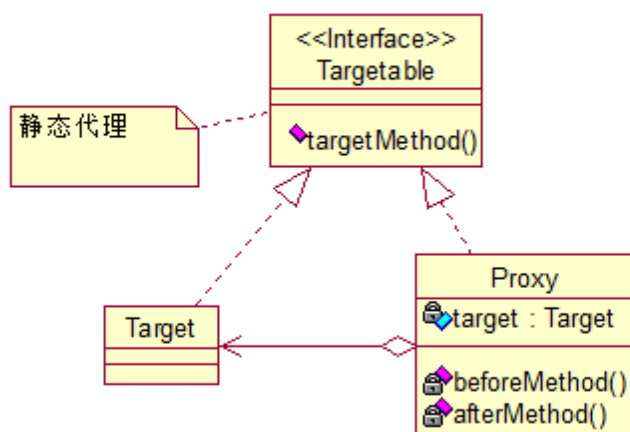 <<Interface>>
Targetable
静态代理
targetMethod()
Proxy
target : Target
Target
beforeMethod()
afterMethod()